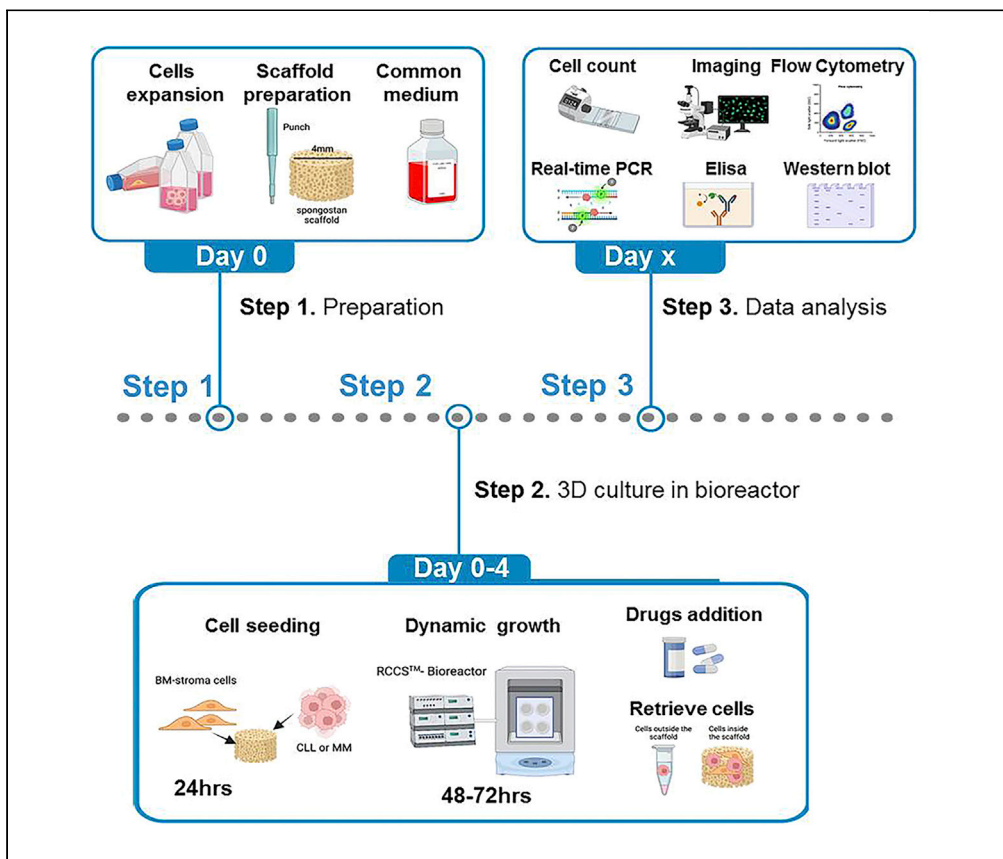 Cells
expansion
Scaffold
preparation
Common
medium
Punch
4mm
spongostan
scaffold
Day 0
Cell count
Imaging
Flow Cytometry
Real-time PCR
Elisa
Western blot
Day x
Step 1. Preparation
Step 3. Data analysis
Step 1
Step 2
Step 3
Step 2. 3D culture in bioreactor
Day 0-4
Cell seeding
BM-stroma cells
CLL or MM
24hrs
Dynamic growth
RCCS™- Bioreactor
48-72hrs
Drugs addition
Retrieve cells
Cells outside the
scaffold
Cells inside
the scaffold